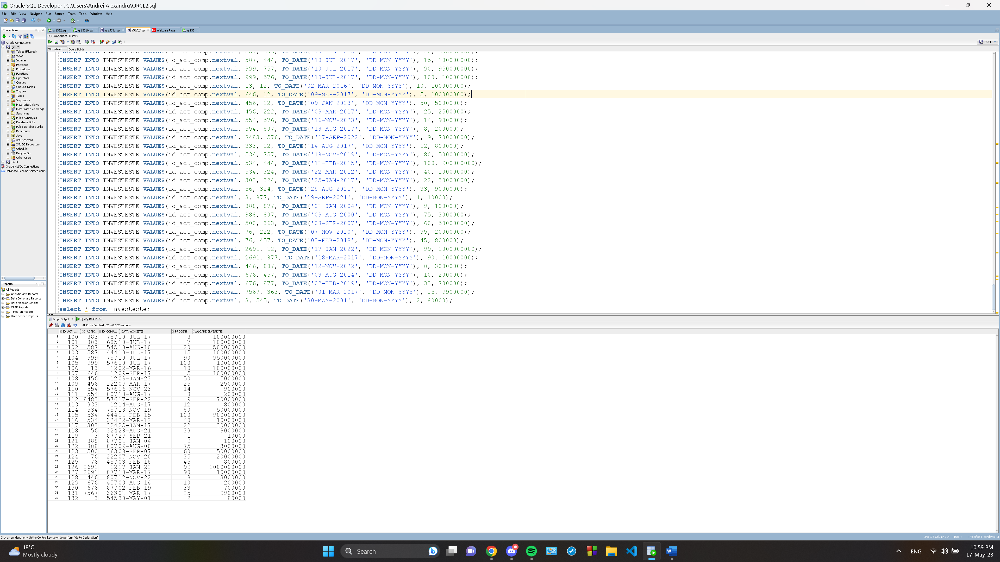 Oracle SQL Developer : C:\Users\Andrei Alexandru\ORCL2.sql
File Edit View Navigate Run Source Team Tools Window Help
Connections
gr1322.sql gr13210.sql gr13211.sql ORCL2.sql Welcome Page gr132
SQL Worksheet History
ORCL
Worksheet Query Builder
Oracle Connections
gr132
Tables (Filtered)
Views
Indexes
Packages
Procedures
Functions
Operators
Queues
Queues Tables
Triggers
Types
Sequences
Materialized Views
Materialized View Logs
Synonyms
Public Synonyms
Database Links
Public Database Links
Directories
Java
XML Schemas
XML DB Repository
Scheduler
Recycle Bin
Other Users
ORCL
Oracle NoSQL Connections
Database Schema Service Conn
Reports
All Reports
Analytic View Reports
Data Dictionary Reports
Data Modeler Reports
OLAP Reports
TimesTen Reports
User Defined Reports
INSERT INTO INVESTESTE VALUES(id_act_comp.nextval, 587, 545, TO_DATE('10-AUG-2010', 'DD-MON-YYYY'), 20, 500000000);
INSERT INTO INVESTESTE VALUES(id_act_comp.nextval, 587, 444, TO_DATE('10-JUL-2017', 'DD-MON-YYYY'), 15, 100000000);
INSERT INTO INVESTESTE VALUES(id_act_comp.nextval, 999, 757, TO_DATE('10-JUL-2017', 'DD-MON-YYYY'), 90, 950000000);
INSERT INTO INVESTESTE VALUES(id_act_comp.nextval, 999, 576, TO_DATE('10-JUL-2017', 'DD-MON-YYYY'), 100, 10000000);
INSERT INTO INVESTESTE VALUES(id_act_comp.nextval, 13, 12, TO_DATE('02-MAR-2016', 'DD-MON-YYYY'), 10, 100000000);
INSERT INTO INVESTESTE VALUES(id_act_comp.nextval, 646, 12, TO_DATE('09-SEP-2017', 'DD-MON-YYYY'), 5, 100000000);
INSERT INTO INVESTESTE VALUES(id_act_comp.nextval, 456, 12, TO_DATE('09-JAN-2023', 'DD-MON-YYYY'), 50, 5000000);
INSERT INTO INVESTESTE VALUES(id_act_comp.nextval, 456, 222, TO_DATE('09-MAR-2017', 'DD-MON-YYYY'), 25, 2500000);
INSERT INTO INVESTESTE VALUES(id_act_comp.nextval, 554, 576, TO_DATE('16-NOV-2023', 'DD-MON-YYYY'), 14, 900000);
INSERT INTO INVESTESTE VALUES(id_act_comp.nextval, 554, 807, TO_DATE('18-AUG-2017', 'DD-MON-YYYY'), 8, 200000);
INSERT INTO INVESTESTE VALUES(id_act_comp.nextval, 8483, 576, TO_DATE('17-SEP-2022', 'DD-MON-YYYY'), 9, 70000000);
INSERT INTO INVESTESTE VALUES(id_act_comp.nextval, 333, 12, TO_DATE('14-AUG-2017', 'DD-MON-YYYY'), 12, 800000);
INSERT INTO INVESTESTE VALUES(id_act_comp.nextval, 534, 757, TO_DATE('18-NOV-2019', 'DD-MON-YYYY'), 80, 50000000);
INSERT INTO INVESTESTE VALUES(id_act_comp.nextval, 534, 444, TO_DATE('11-FEB-2015', 'DD-MON-YYYY'), 100, 900000000);
INSERT INTO INVESTESTE VALUES(id_act_comp.nextval, 534, 324, TO_DATE('22-MAR-2012', 'DD-MON-YYYY'), 40, 10000000);
INSERT INTO INVESTESTE VALUES(id_act_comp.nextval, 303, 324, TO_DATE('25-JAN-2017', 'DD-MON-YYYY'), 22, 30000000);
INSERT INTO INVESTESTE VALUES(id_act_comp.nextval, 56, 324, TO_DATE('28-AUG-2021', 'DD-MON-YYYY'), 33, 9000000);
INSERT INTO INVESTESTE VALUES(id_act_comp.nextval, 3, 877, TO_DATE('29-SEP-2021', 'DD-MON-YYYY'), 1, 10000);
INSERT INTO INVESTESTE VALUES(id_act_comp.nextval, 888, 877, TO_DATE('01-JAN-2004', 'DD-MON-YYYY'), 9, 100000);
INSERT INTO INVESTESTE VALUES(id_act_comp.nextval, 888, 807, TO_DATE('09-AUG-2000', 'DD-MON-YYYY'), 75, 3000000);
INSERT INTO INVESTESTE VALUES(id_act_comp.nextval, 500, 363, TO_DATE('08-SEP-2007', 'DD-MON-YYYY'), 60, 50000000);
INSERT INTO INVESTESTE VALUES(id_act_comp.nextval, 76, 222, TO_DATE('07-NOV-2020', 'DD-MON-YYYY'), 35, 20000000);
INSERT INTO INVESTESTE VALUES(id_act_comp.nextval, 76, 457, TO_DATE('03-FEB-2018', 'DD-MON-YYYY'), 45, 800000);
INSERT INTO INVESTESTE VALUES(id_act_comp.nextval, 2691, 12, TO_DATE('17-JAN-2022', 'DD-MON-YYYY'), 99, 1000000000);
INSERT INTO INVESTESTE VALUES(id_act_comp.nextval, 2691, 877, TO_DATE('18-MAR-2017', 'DD-MON-YYYY'), 90, 10000000);
INSERT INTO INVESTESTE VALUES(id_act_comp.nextval, 446, 807, TO_DATE('12-NOV-2022', 'DD-MON-YYYY'), 8, 3000000);
INSERT INTO INVESTESTE VALUES(id_act_comp.nextval, 676, 457, TO_DATE('03-AUG-2014', 'DD-MON-YYYY'), 10, 200000);
INSERT INTO INVESTESTE VALUES(id_act_comp.nextval, 676, 877, TO_DATE('02-FEB-2019', 'DD-MON-YYYY'), 33, 700000);
INSERT INTO INVESTESTE VALUES(id_act_comp.nextval, 7567, 363, TO_DATE('01-MAR-2017', 'DD-MON-YYYY'), 25, 9900000);
INSERT INTO INVESTESTE VALUES(id_act_comp.nextval, 3, 545, TO_DATE('30-MAY-2001', 'DD-MON-YYYY'), 2, 80000);
select * from investeste;
Script Output Query Result
SQL All Rows Fetched: 32 in 0.002 seconds
ID_ACT_... ID_ACTIO... ID_COMP... DATA_ACHIZITIE PROCENT VALOARE_INVESTITIE
1 100 883 757 10-JUL-17 8 100000000
2 101 883 685 10-JUL-17 7 100000000
3 102 587 545 10-AUG-10 20 500000000
4 103 587 444 10-JUL-17 15 100000000
5 104 999 757 10-JUL-17 90 950000000
6 105 999 576 10-JUL-17 100 10000000
7 106 13 12 02-MAR-16 10 100000000
8 107 646 12 09-SEP-17 5 100000000
9 108 456 12 09-JAN-23 50 5000000
10 109 456 222 09-MAR-17 25 2500000
11 110 554 576 16-NOV-23 14 900000
12 111 554 807 18-AUG-17 8 200000
13 112 8483 576 17-SEP-22 9 70000000
14 113 333 12 14-AUG-17 12 800000
15 114 534 757 18-NOV-19 80 50000000
16 115 534 444 11-FEB-15 100 900000000
17 116 534 324 22-MAR-12 40 10000000
18 117 303 324 25-JAN-17 22 30000000
19 118 56 324 28-AUG-21 33 9000000
20 119 3 877 29-SEP-21 1 10000
21 121 888 877 01-JAN-04 9 100000
22 122 888 807 09-AUG-00 75 3000000
23 123 500 363 08-SEP-07 60 50000000
24 124 76 222 07-NOV-20 35 20000000
25 125 76 457 03-FEB-18 45 800000
26 126 2691 12 17-JAN-22 99 1000000000
27 127 2691 877 18-MAR-17 90 10000000
28 128 446 807 12-NOV-22 8 3000000
29 129 676 457 03-AUG-14 10 200000
30 130 676 877 02-FEB-19 33 700000
31 131 7567 363 01-MAR-17 25 9900000
32 132 3 545 30-MAY-01 2 80000
Click on an identifier with the Control key down to perform "Go to Declaration"
Line 275 Column 114 Insert Modified Windows: C
18°C
Mostly cloudy
Search
ENG
10:59 PM
17-May-23